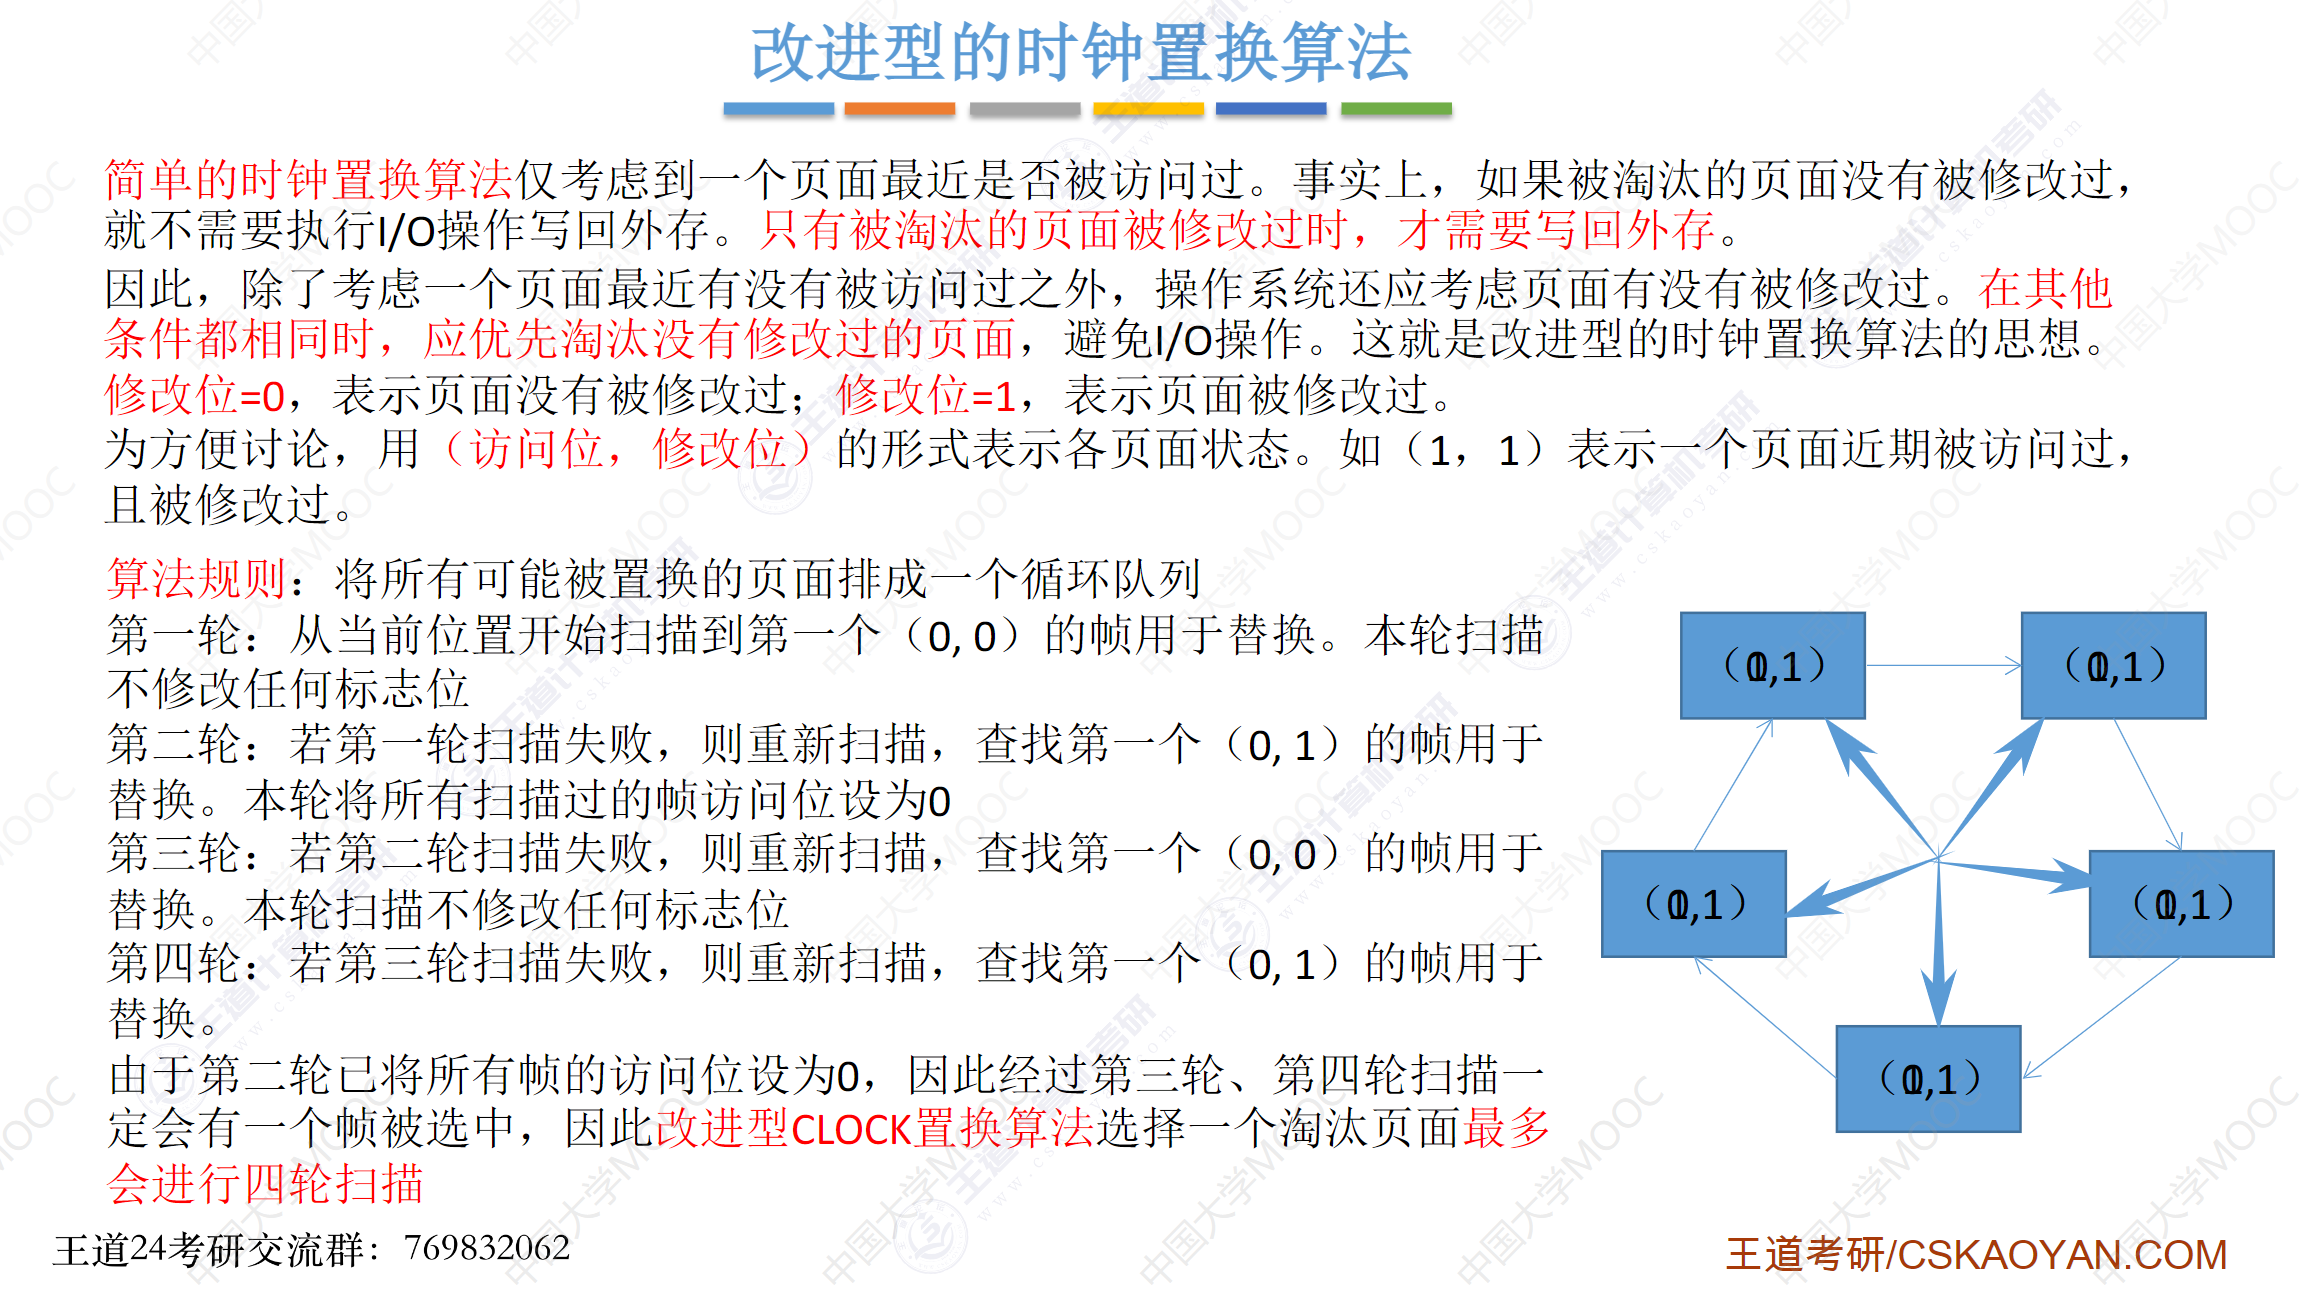 改进型的时钟置换算法
简单的时钟置换算法仅考虑到一个页面最近是否被访问过。事实上，如果被淘汰的页面没有被修改过，
就不需要执行I/O操作写回外存。只有被淘汰的页面被修改过时，才需要写回外存。
因此，除了考虑一个页面最近有没有被访问过之外，操作系统还应考虑页面有没有被修改过。在其他
条件都相同时，应优先淘汰没有修改过的页面，避免I/O操作。这就是改进型的时钟置换算法的思想。
修改位=0，表示页面没有被修改过；修改位=1，表示页面被修改过。
为方便讨论，用（访问位，修改位）的形式表示各页面状态。如（1，1）表示一个页面近期被访问过，
且被修改过。
算法规则：将所有可能被置换的页面排成一个循环队列
第一轮：从当前位置开始扫描到第一个（0, 0）的帧用于替换。本轮扫描
不修改任何标志位
第二轮：若第一轮扫描失败，则重新扫描，查找第一个（0, 1）的帧用于
替换。本轮将所有扫描过的帧访问位设为0
第三轮：若第二轮扫描失败，则重新扫描，查找第一个（0, 0）的帧用于
替换。本轮扫描不修改任何标志位
第四轮：若第三轮扫描失败，则重新扫描，查找第一个（0, 1）的帧用于
替换。
由于第二轮已将所有帧的访问位设为0，因此经过第三轮、第四轮扫描一
定会有一个帧被选中，因此改进型CLOCK置换算法选择一个淘汰页面最多
会进行四轮扫描
王道24考研交流群：769832062
王道考研/CSKAOYAN.COM
中国大学MOOC
王道计算机考研
www.cskaoyan.com